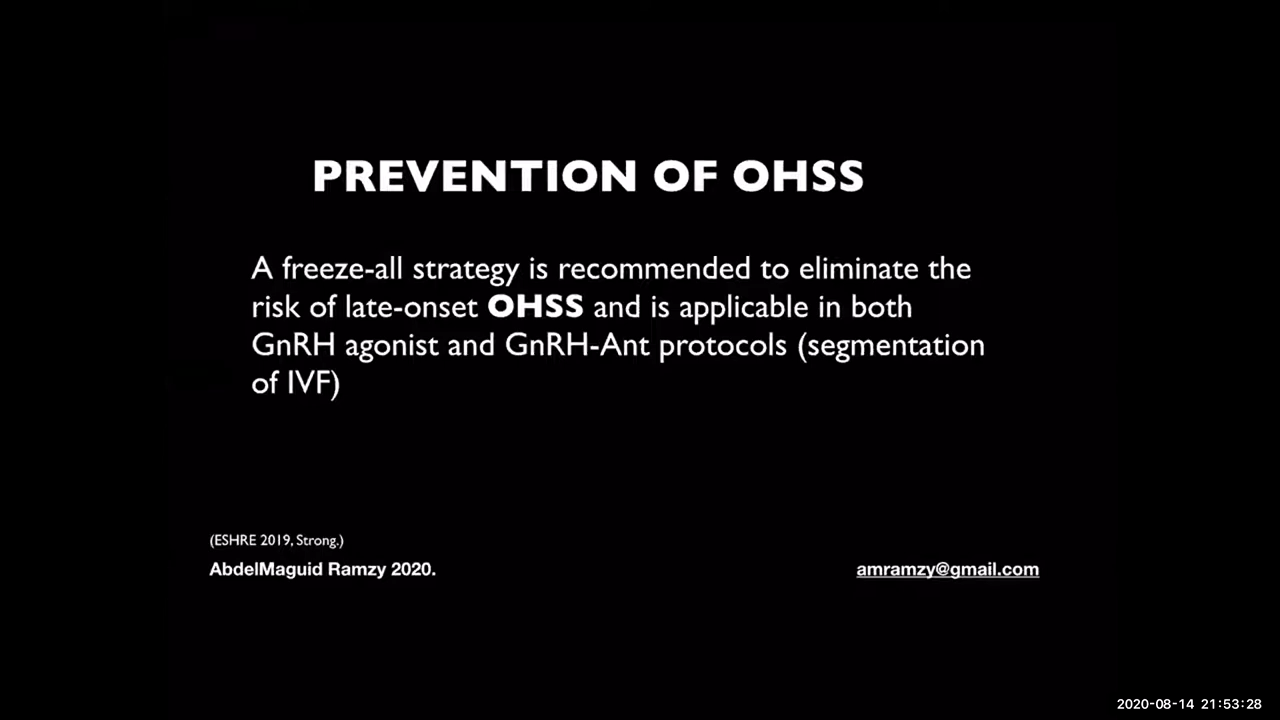 PREVENTION OF OHSS
A freeze-all strategy is recommended to eliminate the
risk of late-onset OHSS and is applicable in both
GnRH agonist and GnRH-Ant protocols (segmentation
of IVF)
(ESHRE 2019, Strong.)
AbdelMaguid Ramzy 2020.
amramzy@gmail.com
2020-08-14 21:53:28